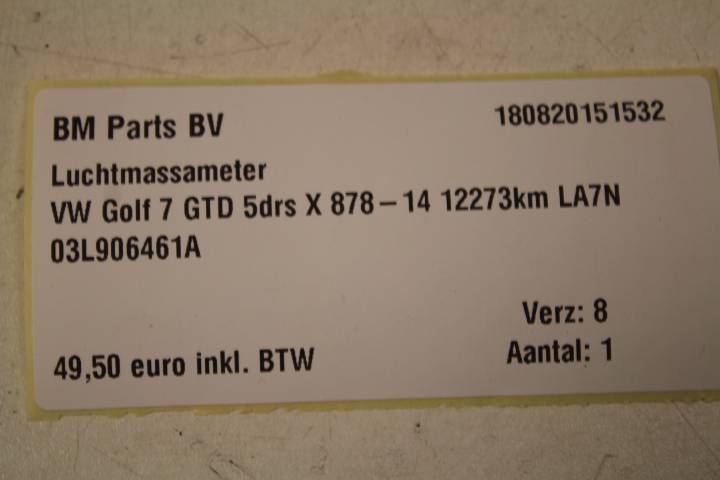 BM Parts BV 180820151532
Luchtmassameter
VW Golf 7 GTD 5drs X 878-14 12273km LA7N
03L906461A
Verz: 8
49,50 euro inkl. BTW Aantal: 1